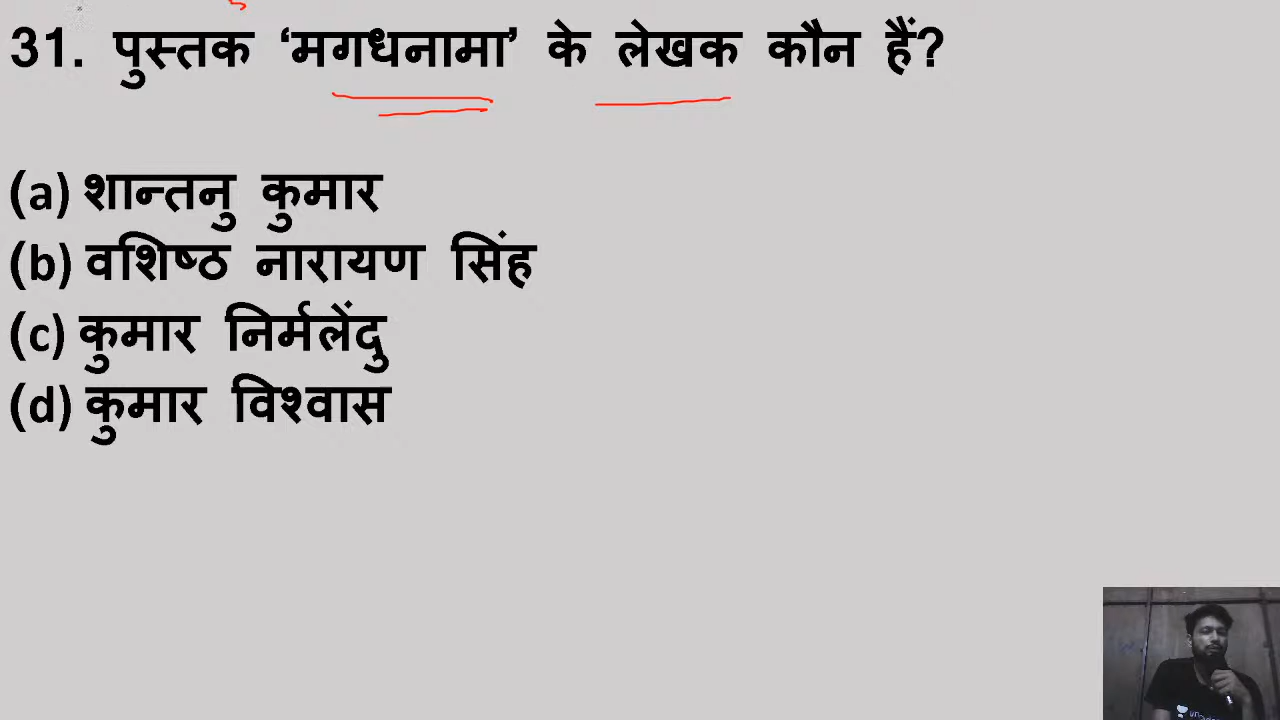 31. पुस्तक ‘मगधनामा’ के लेखक कौन हैं?
(a) शान्तनु कुमार
(b) वशिष्ठ नारायण सिंह
(c) कुमार निर्मलेंदु
(d) कुमार विश्वास